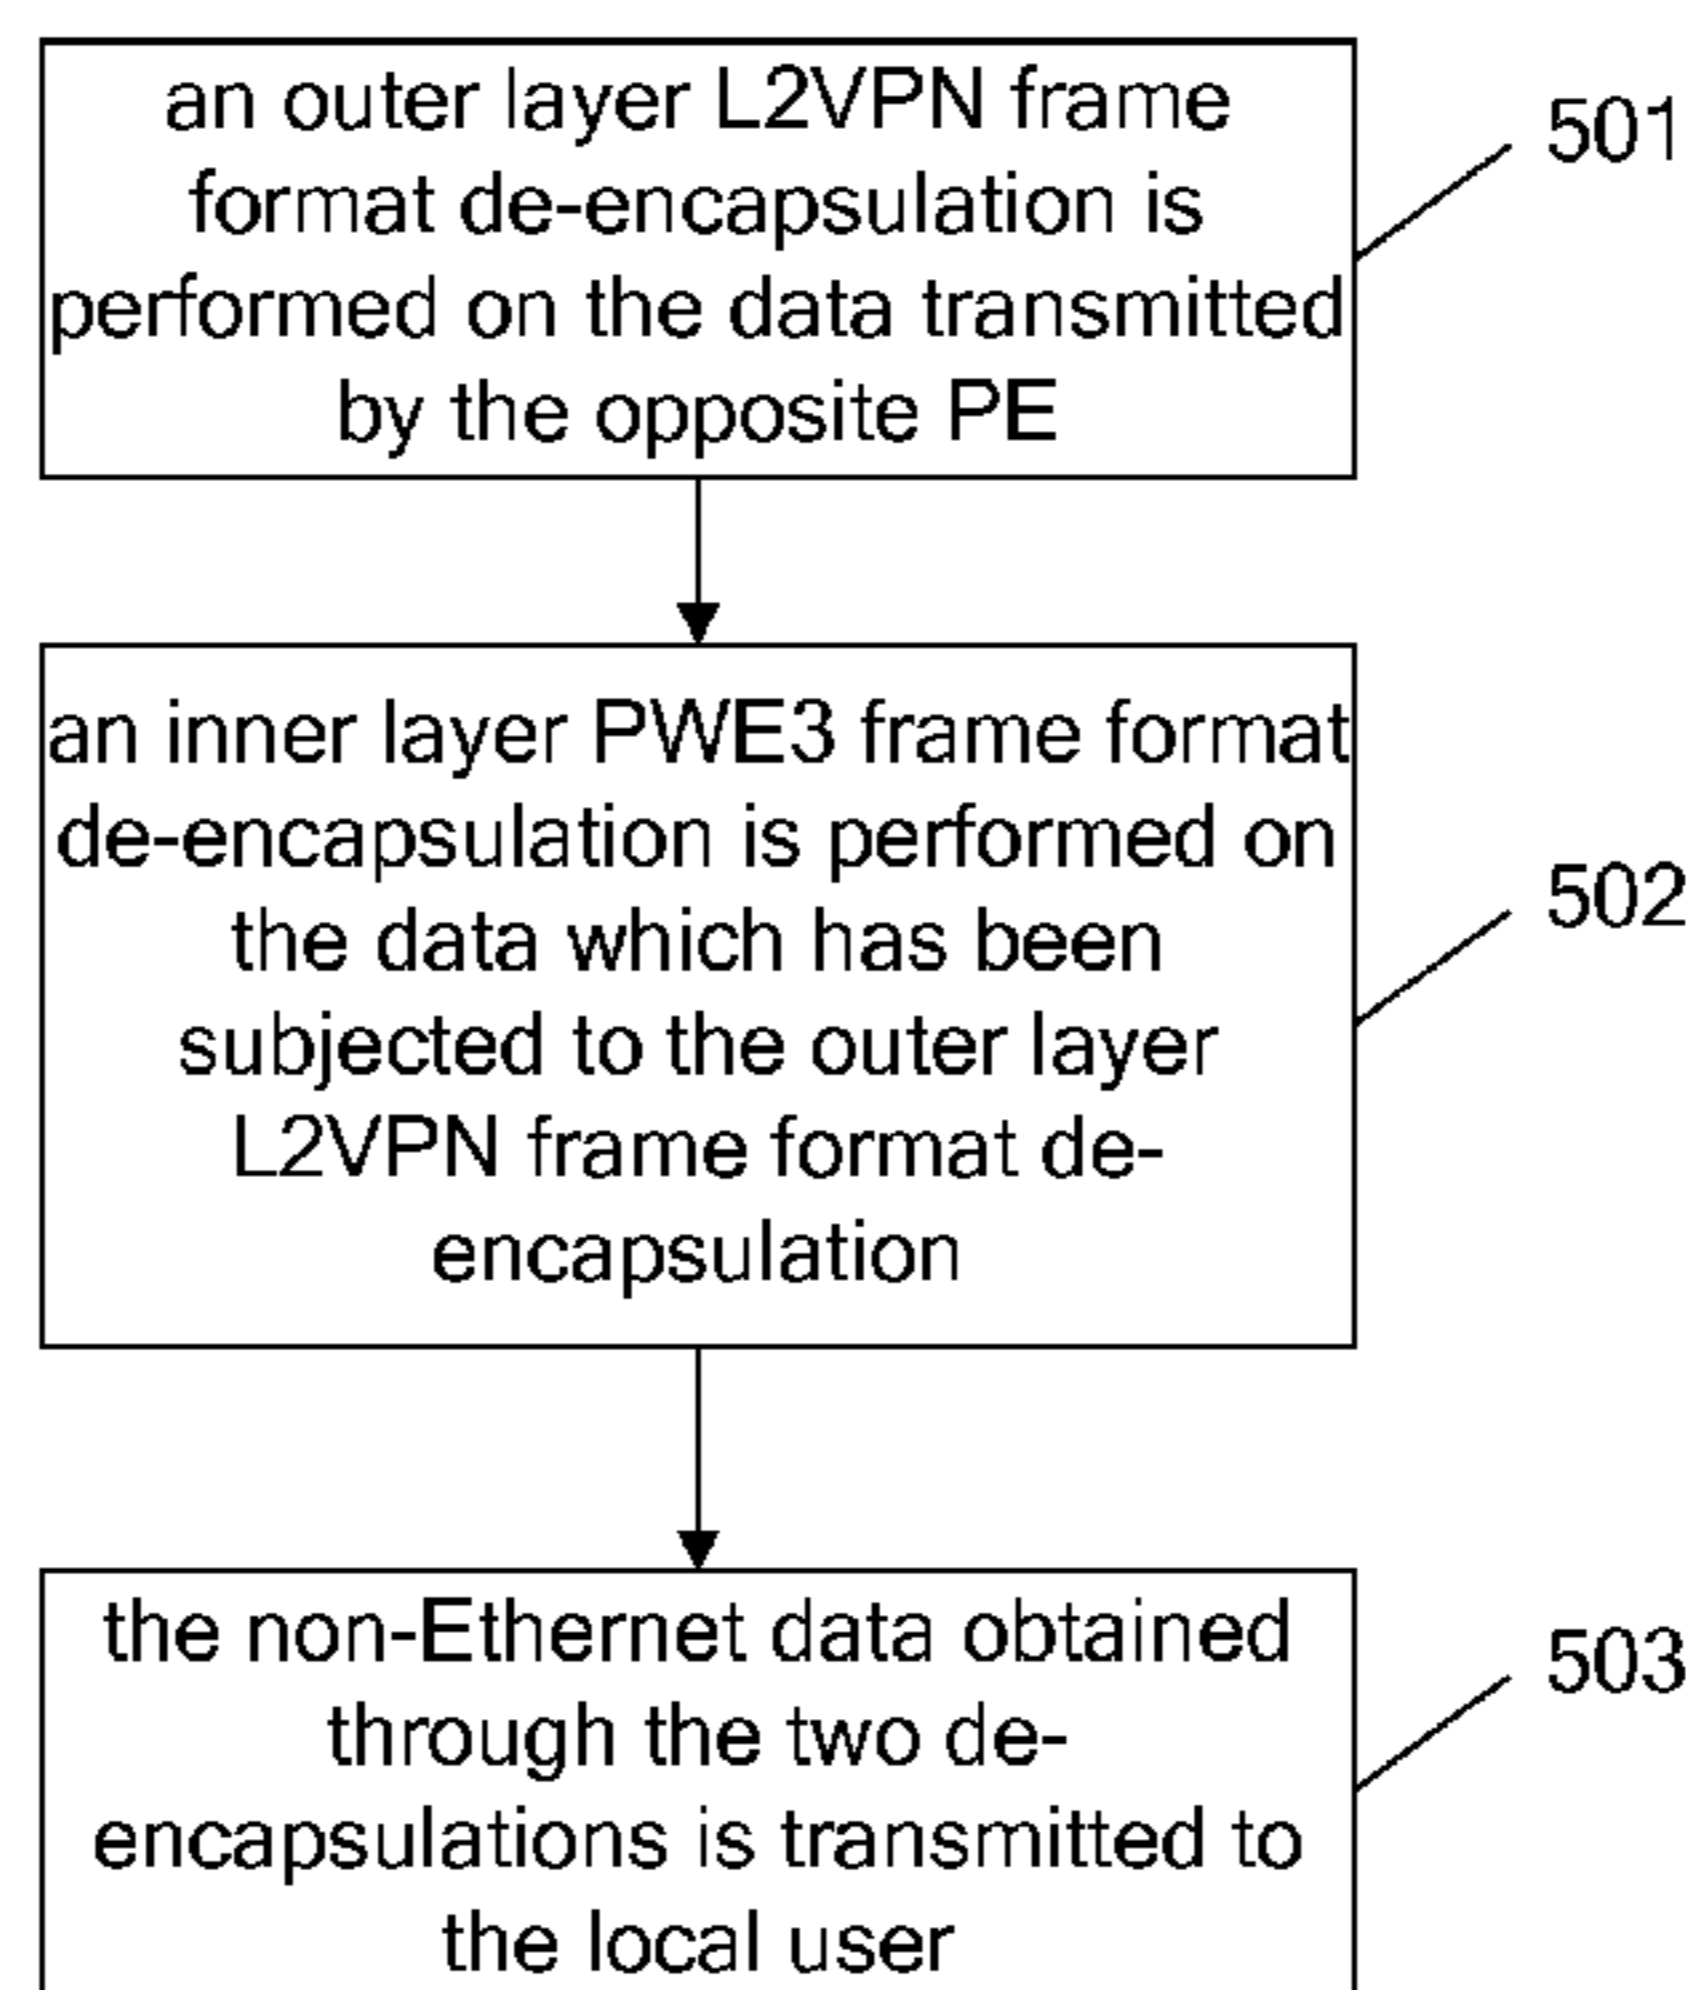 an outer layer L2VPN frame
format de-encapsulation is
performed on the data transmitted
by the opposite PE
501
an inner layer PWE3 frame format
de-encapsulation is performed on
the data which has been
subjected to the outer layer
L2VPN frame format de-
encapsulation
502
the non-Ethernet data obtained
through the two de-
encapsulations is transmitted to
the local user
503